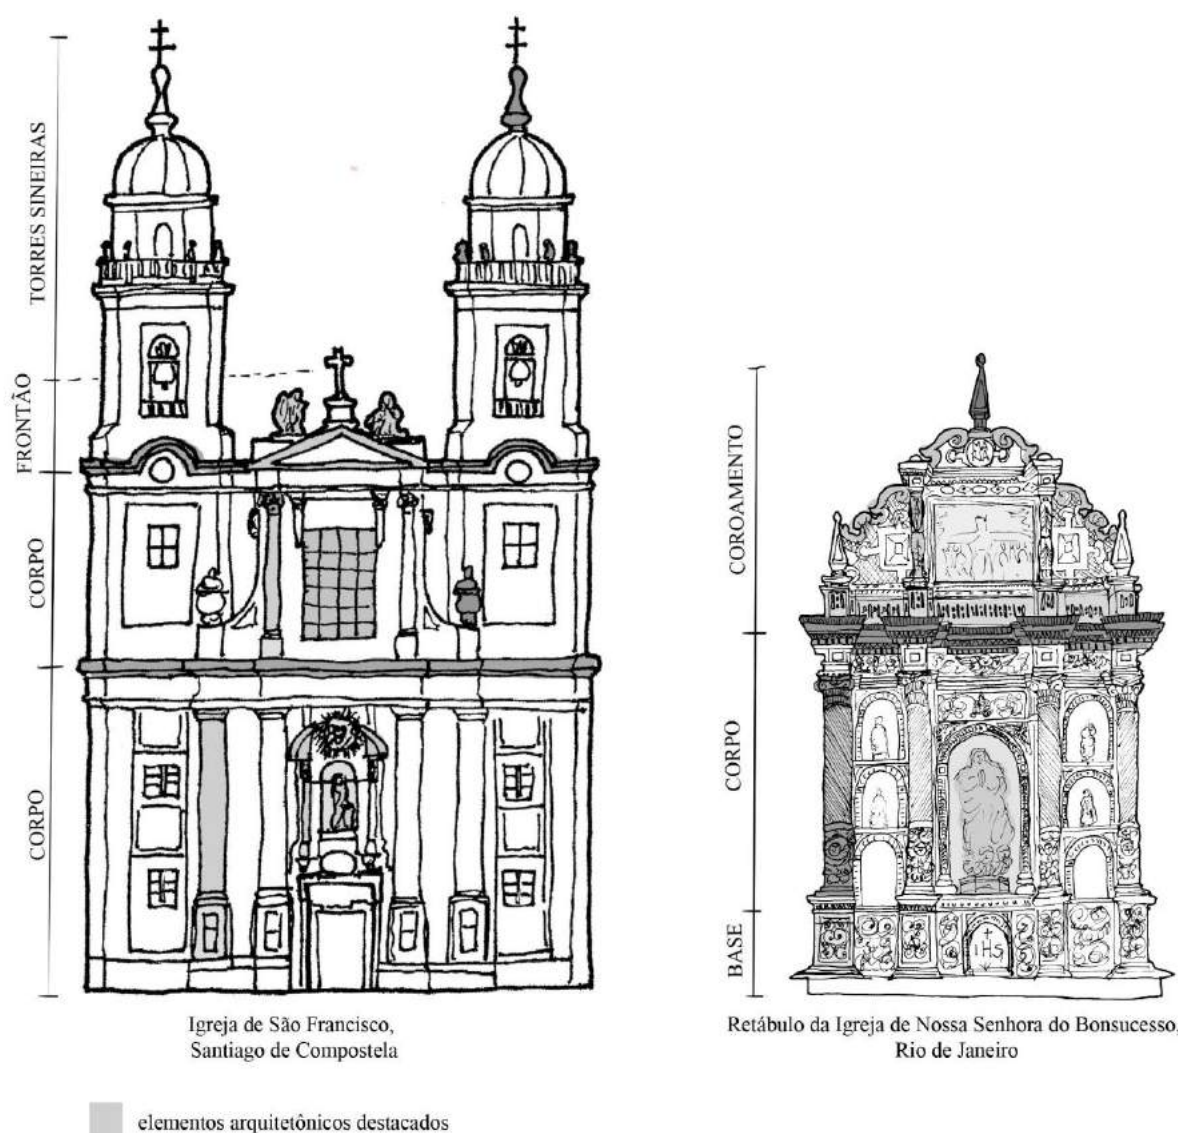 TORRES SINEIRAS
FRONTÃO
CORPO
CORPO
Igreja de São Francisco,
Santiago de Compostela
COROAMENTO
CORPO
BASE
IHS
Retábulo da Igreja de Nossa Senhora do Bonsucesso,
Rio de Janeiro
elementos arquitetônicos destacados